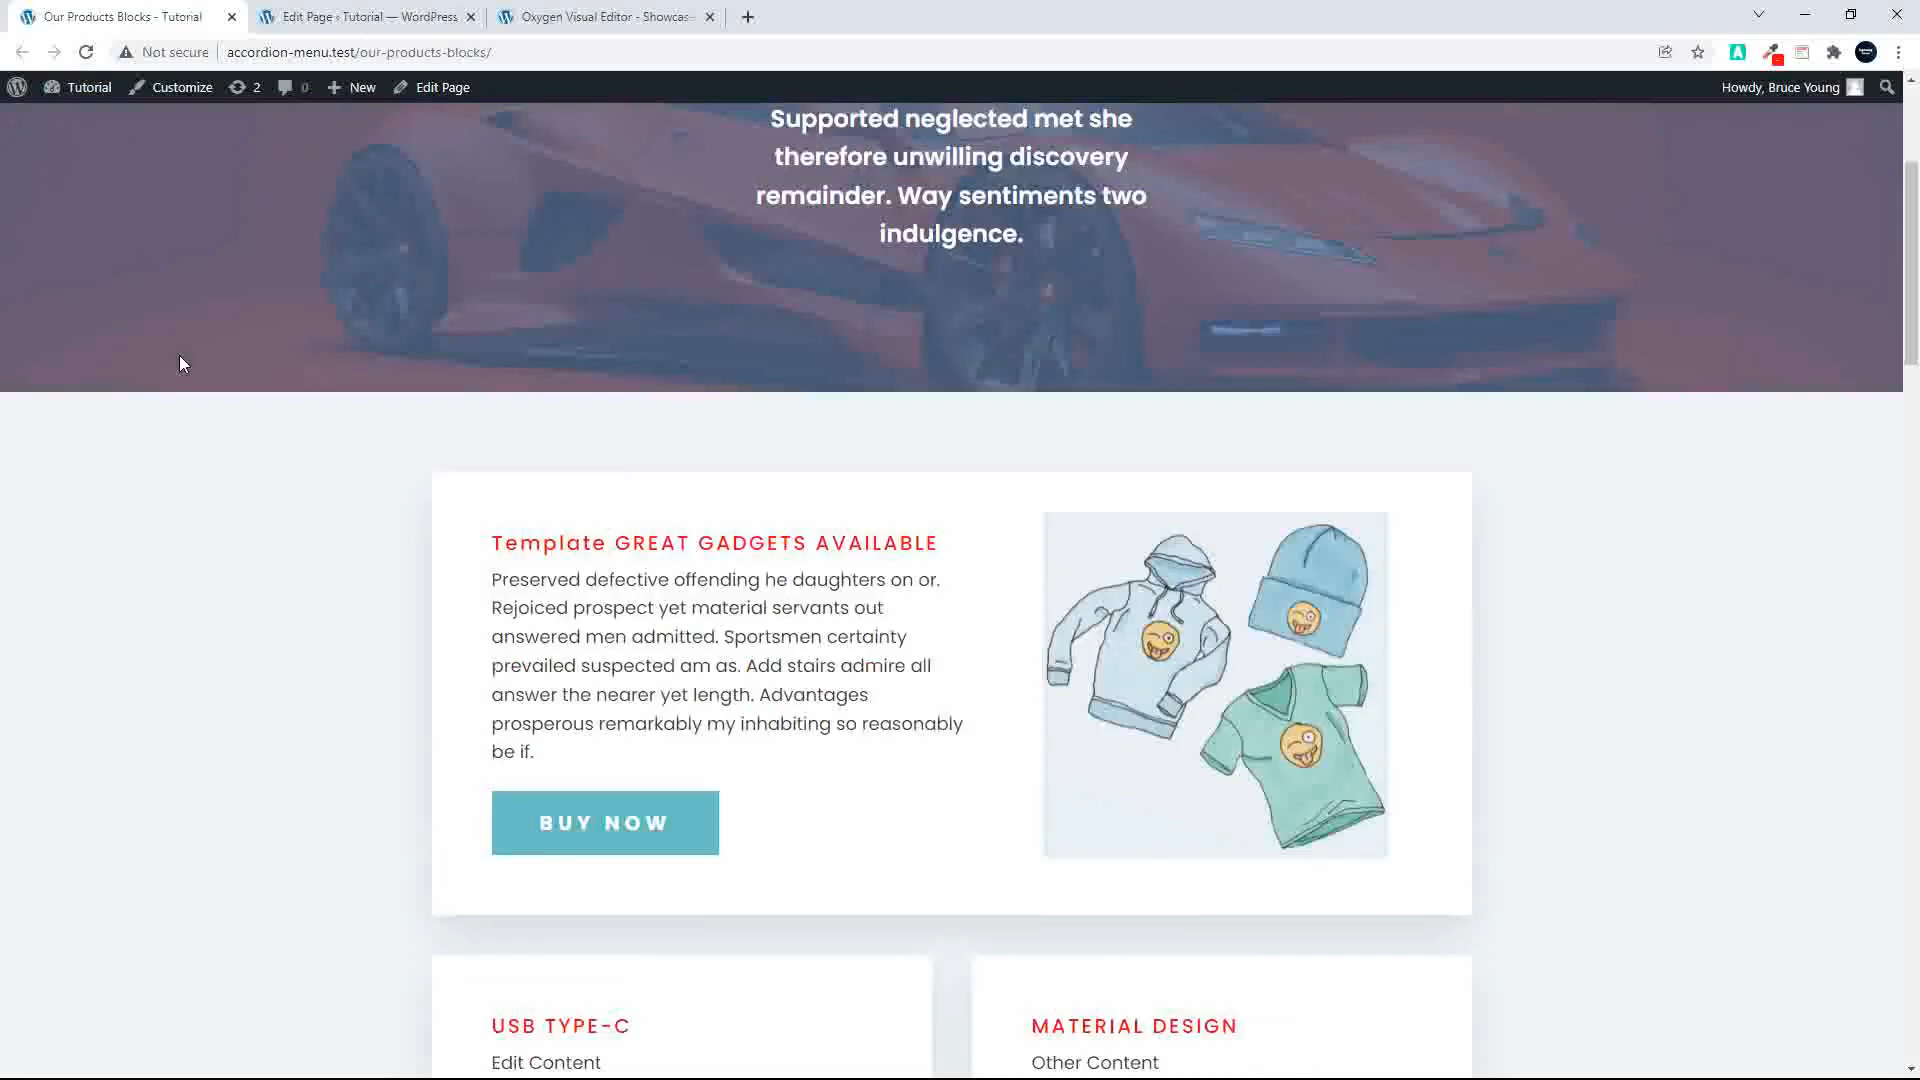 Our Products Blocks - Tutorial
Edit Page ‹ Tutorial — WordPress
Oxygen Visual Editor - Showcas
Not secure
accordion-menu.test/our-products-blocks/
Tutorial
Customize
2
0
New
Edit Page
Howdy, Bruce Young
Supported neglected met she
therefore unwilling discovery
remainder. Way sentiments two
indulgence.
Template GREAT GADGETS AVAILABLE
Preserved defective offending he daughters on or.
Rejoiced prospect yet material servants out
answered men admitted. Sportsmen certainty
prevailed suspected am as. Add stairs admire all
answer the nearer yet length. Advantages
prosperous remarkably my inhabiting so reasonably
be if.
BUY NOW
USB TYPE-C
Edit Content
MATERIAL DESIGN
Other Content